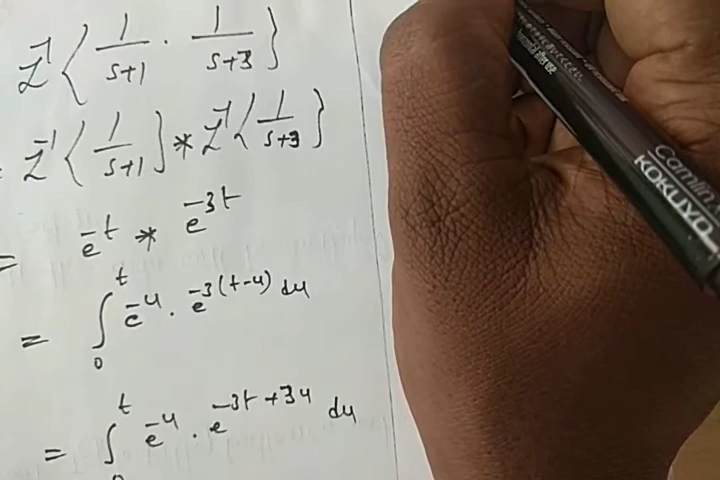 L⁻¹{1/(s+1) · 1/(s+3)}
= L⁻¹{1/(s+1)} * L⁻¹{1/(s+3)}
= e^(-t) * e^(-3t)
= ∫₀ᵗ e^(-u) · e^(-3(t-u)) du
= ∫₀ᵗ e^(-u) · e^(-3t+3u) du
Camlin
KOKUYO